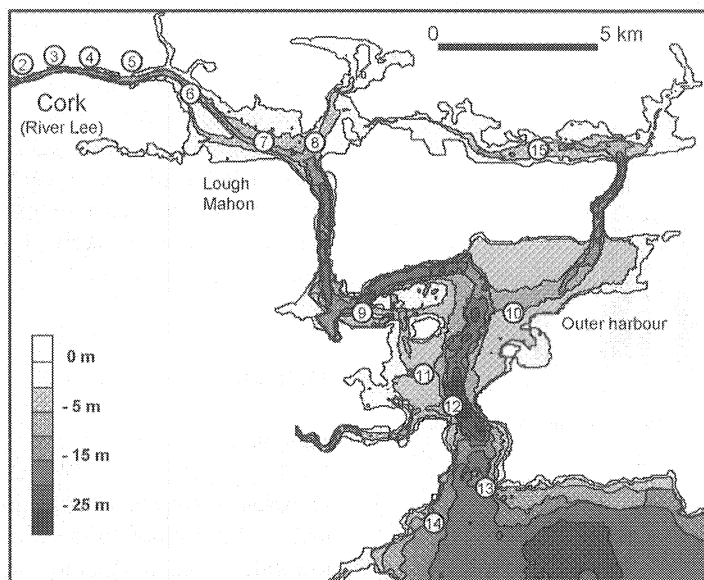 0 5 km
2 3 4 5
Cork
(River Lee)
6
7 8
15
Lough
Mahon
9
10
Outer harbour
11
12
13
14
0 m
- 5 m
- 15 m
- 25 m